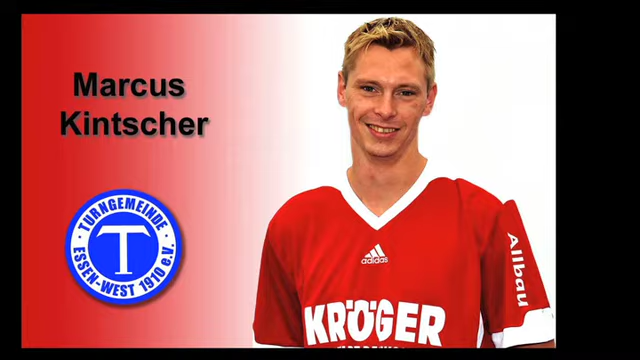 Marcus
Kintscher
· TURNGEMEINDE ·
ESSEN-WEST 1910 e.V.
T
adidas
Allbau
KRÖGER